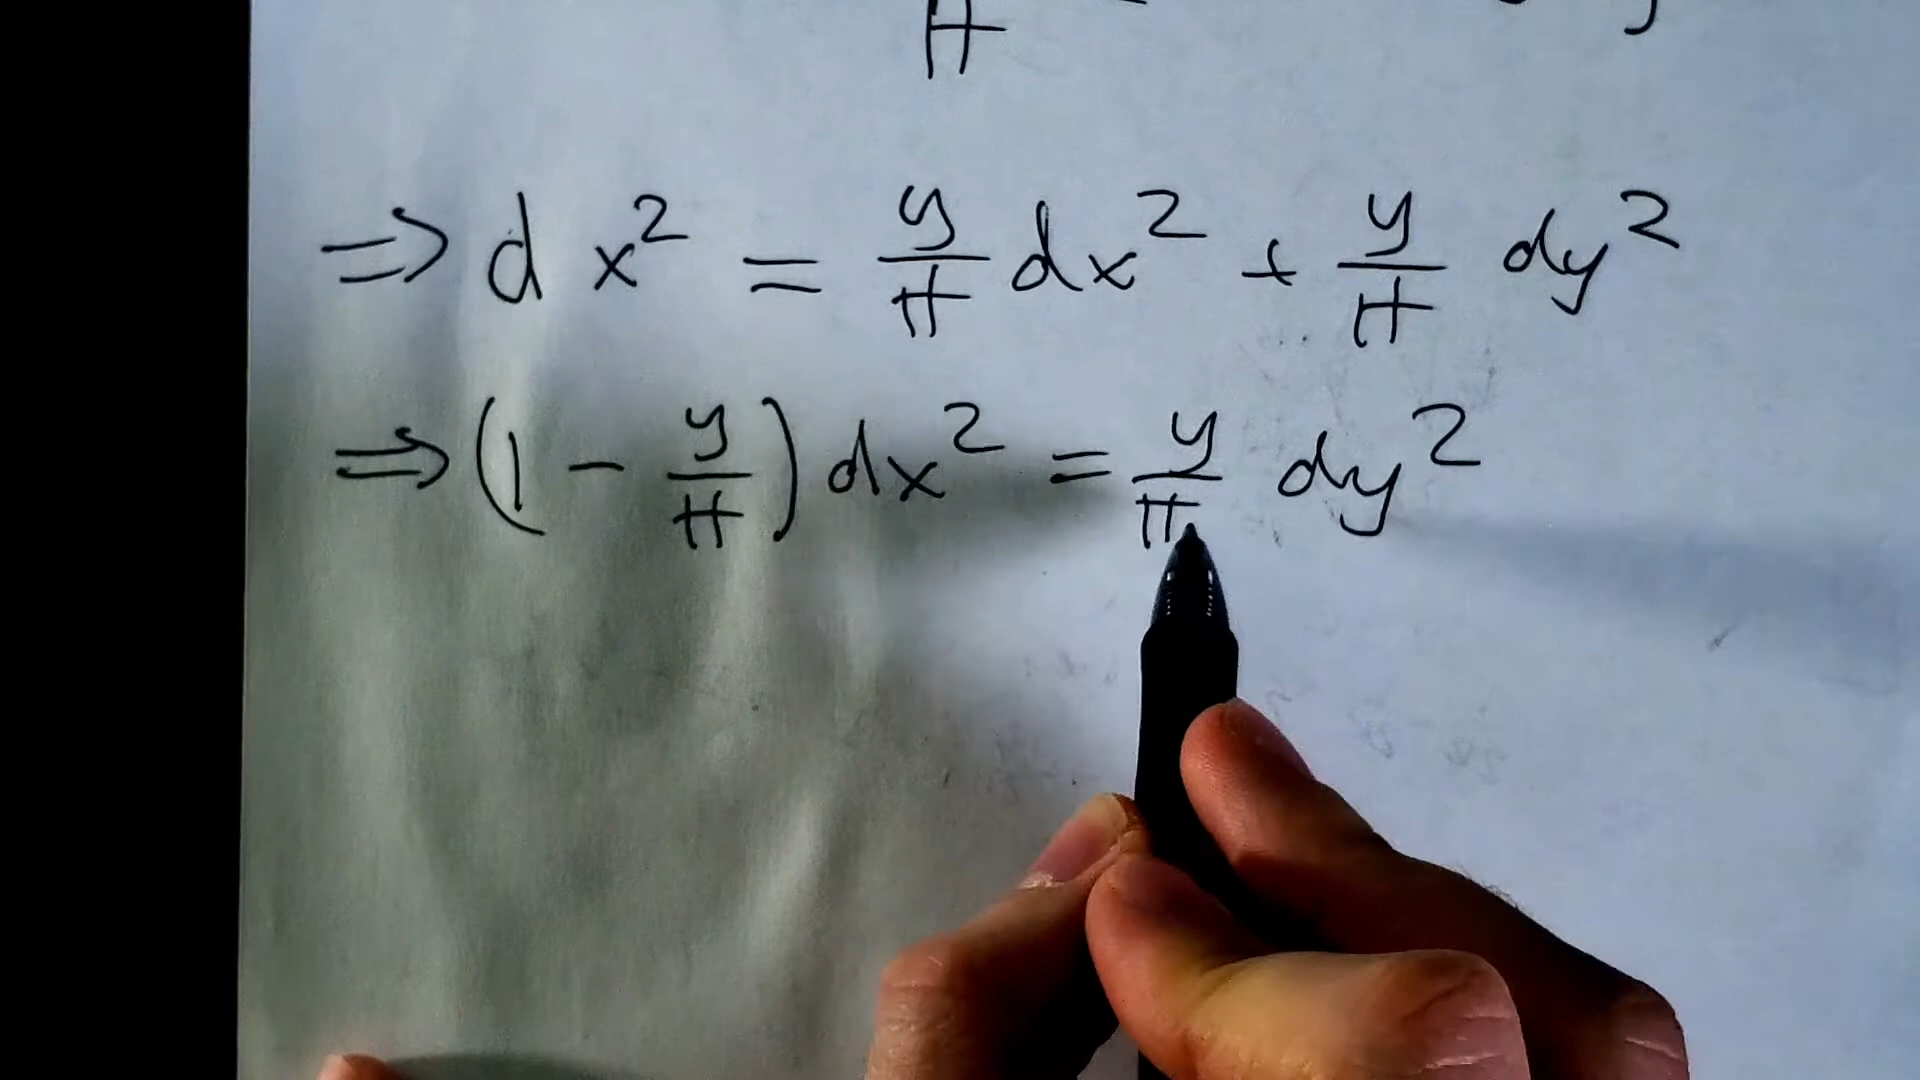 H
⇒ d x² = y/H dx² + y/H dy²
⇒ (1 − y/H) dx² = y/H dy²